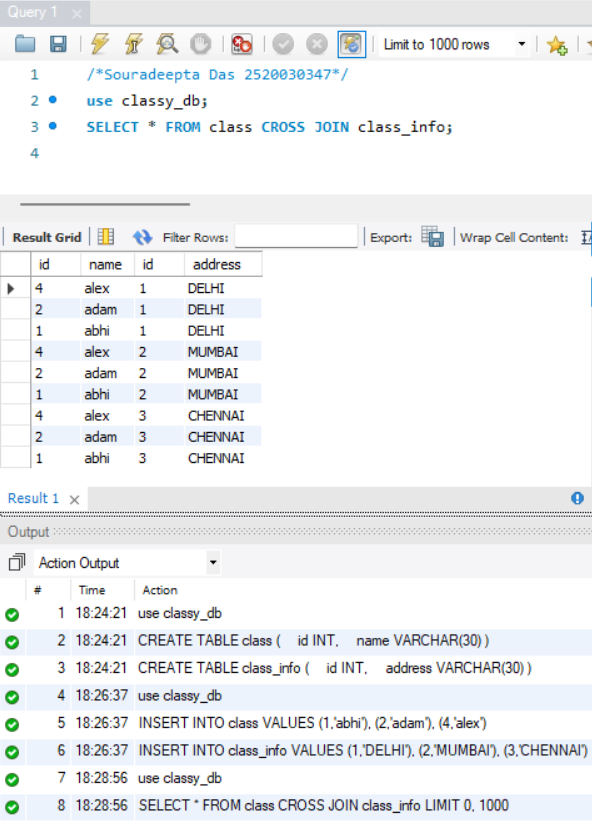 Query 1
Limit to 1000 rows
1 /*Souradeepta Das 2520030347*/
2 use classy_db;
3 SELECT * FROM class CROSS JOIN class_info;
4
Result Grid Filter Rows: Export: Wrap Cell Content:
id name id address
4 alex 1 DELHI
2 adam 1 DELHI
1 abhi 1 DELHI
4 alex 2 MUMBAI
2 adam 2 MUMBAI
1 abhi 2 MUMBAI
4 alex 3 CHENNAI
2 adam 3 CHENNAI
1 abhi 3 CHENNAI
Result 1
Output
Action Output
# Time Action
1 18:24:21 use classy_db
2 18:24:21 CREATE TABLE class ( id INT, name VARCHAR(30) )
3 18:24:21 CREATE TABLE class_info ( id INT, address VARCHAR(30) )
4 18:26:37 use classy_db
5 18:26:37 INSERT INTO class VALUES (1,'abhi'), (2,'adam'), (4,'alex')
6 18:26:37 INSERT INTO class_info VALUES (1,'DELHI'), (2,'MUMBAI'), (3,'CHENNAI')
7 18:28:56 use classy_db
8 18:28:56 SELECT * FROM class CROSS JOIN class_info LIMIT 0, 1000